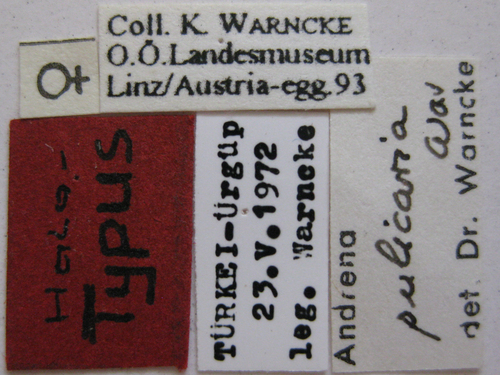 Coll. K. WARNCKE
O.Ö.Landesmuseum
Linz/Austria-egg.93
♀
Holo-
Typus
TÜRKEI-Ürgüp
23.V.1972
leg. Warncke
Andrena
pulicaria
War
det. Dr. Warncke